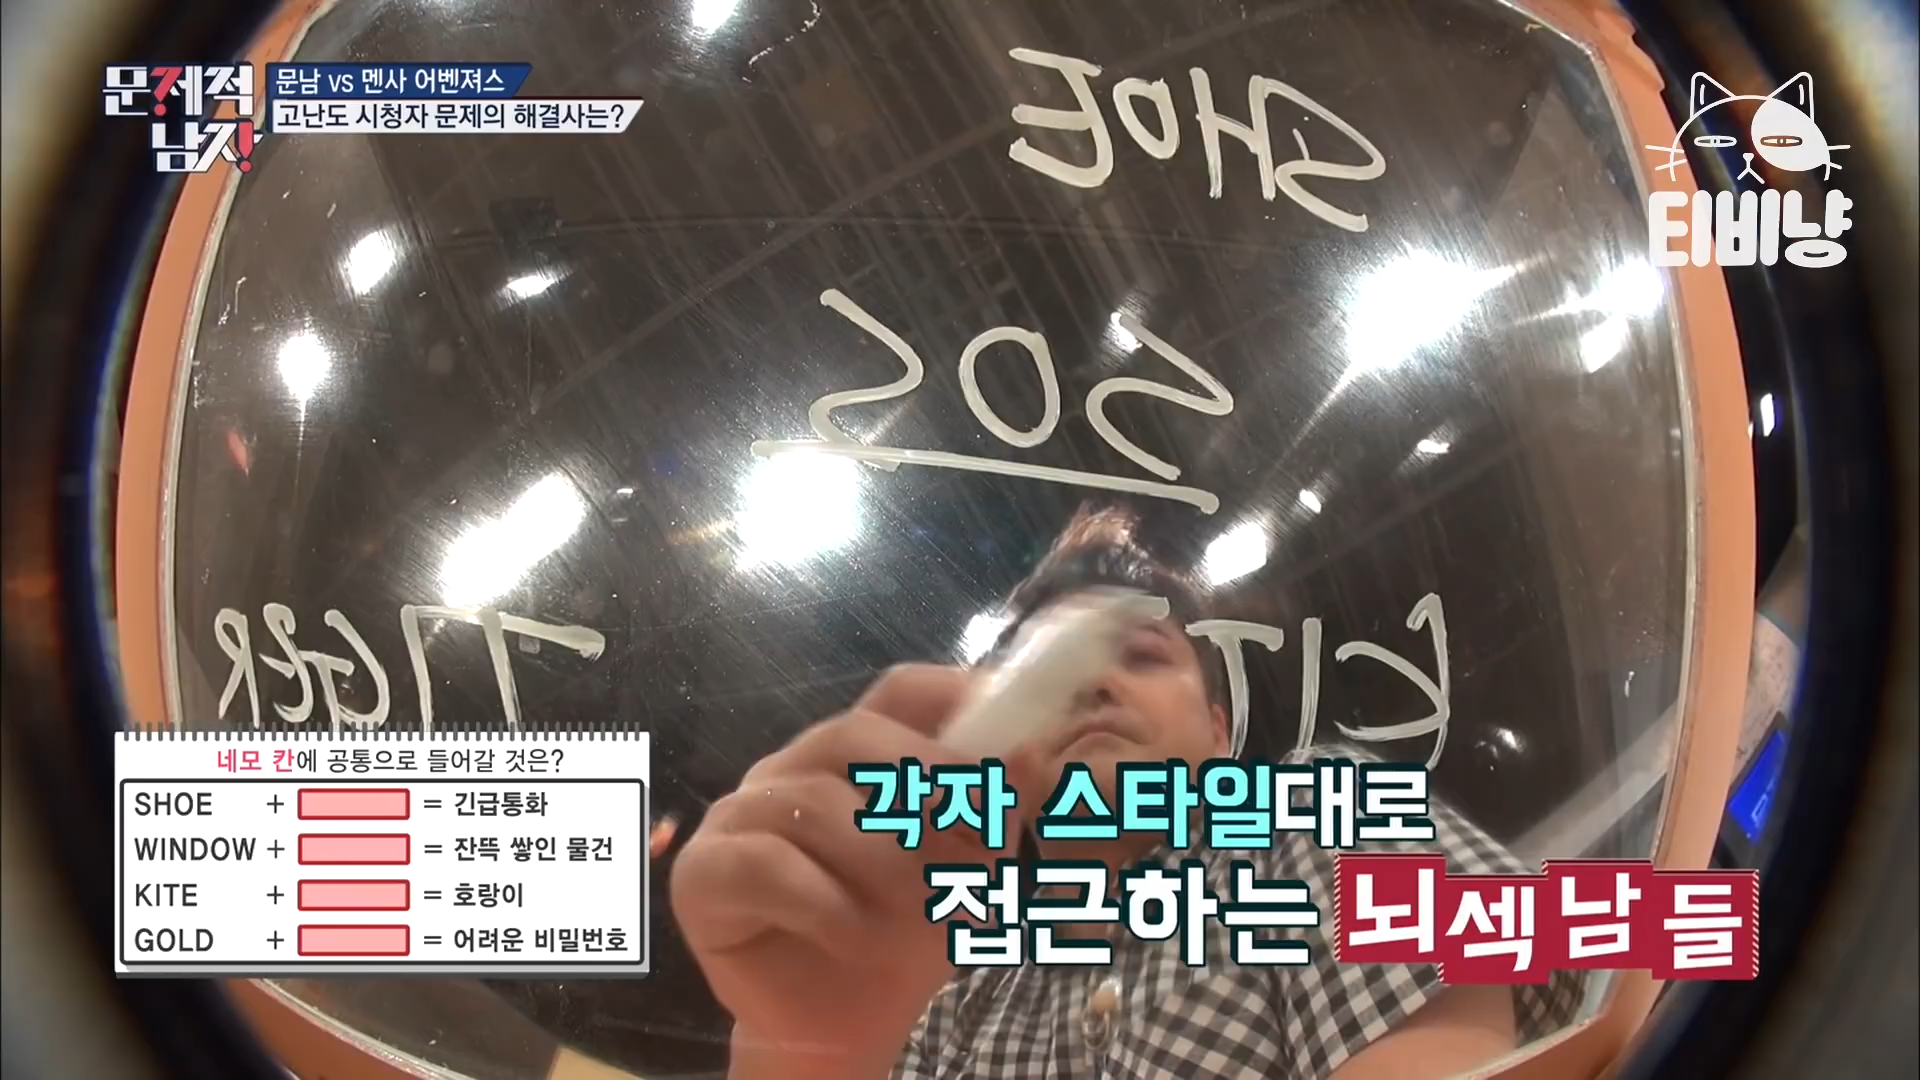 문제적
남자!
문남 vs 멘사 어벤져스
고난도 시청자 문제의 해결사는?
티비냥
SHOE
SOS
TIGER
KIT
네모 칸에 공통으로 들어갈 것은?
SHOE + = 긴급통화
WINDOW + = 잔뜩 쌓인 물건
KITE + = 호랑이
GOLD + = 어려운 비밀번호
각자 스타일대로
접근하는 뇌섹남들